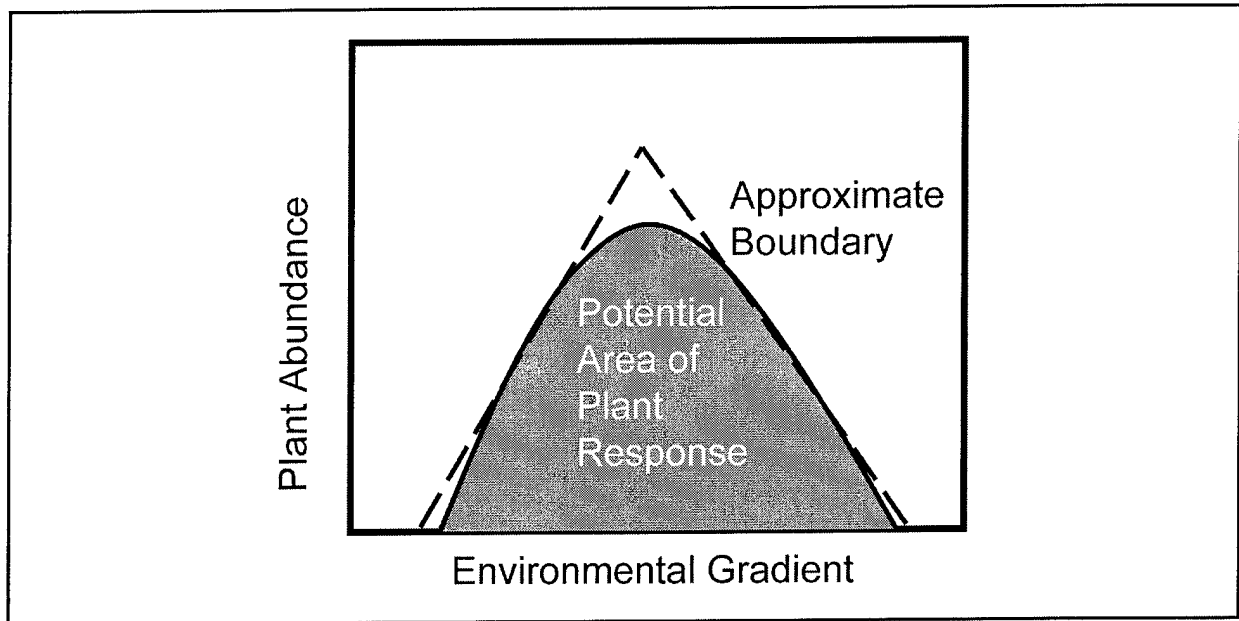 Approximate
Boundary
Plant Abundance
Potential
Area of
Plant
Response
Environmental Gradient